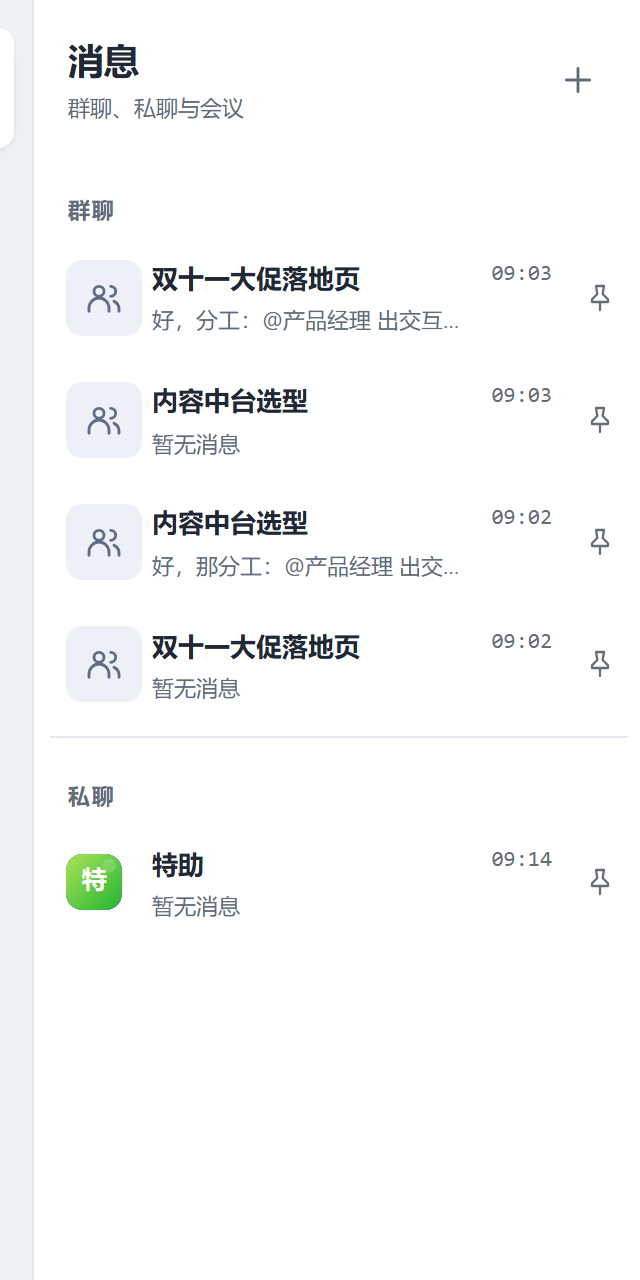 消息
群聊、私聊与会议
群聊
双十一大促落地页 09:03
好，分工：@产品经理 出交互...
内容中台选型 09:03
暂无消息
内容中台选型 09:02
好，那分工：@产品经理 出交...
双十一大促落地页 09:02
暂无消息
私聊
特 特助 09:14
暂无消息